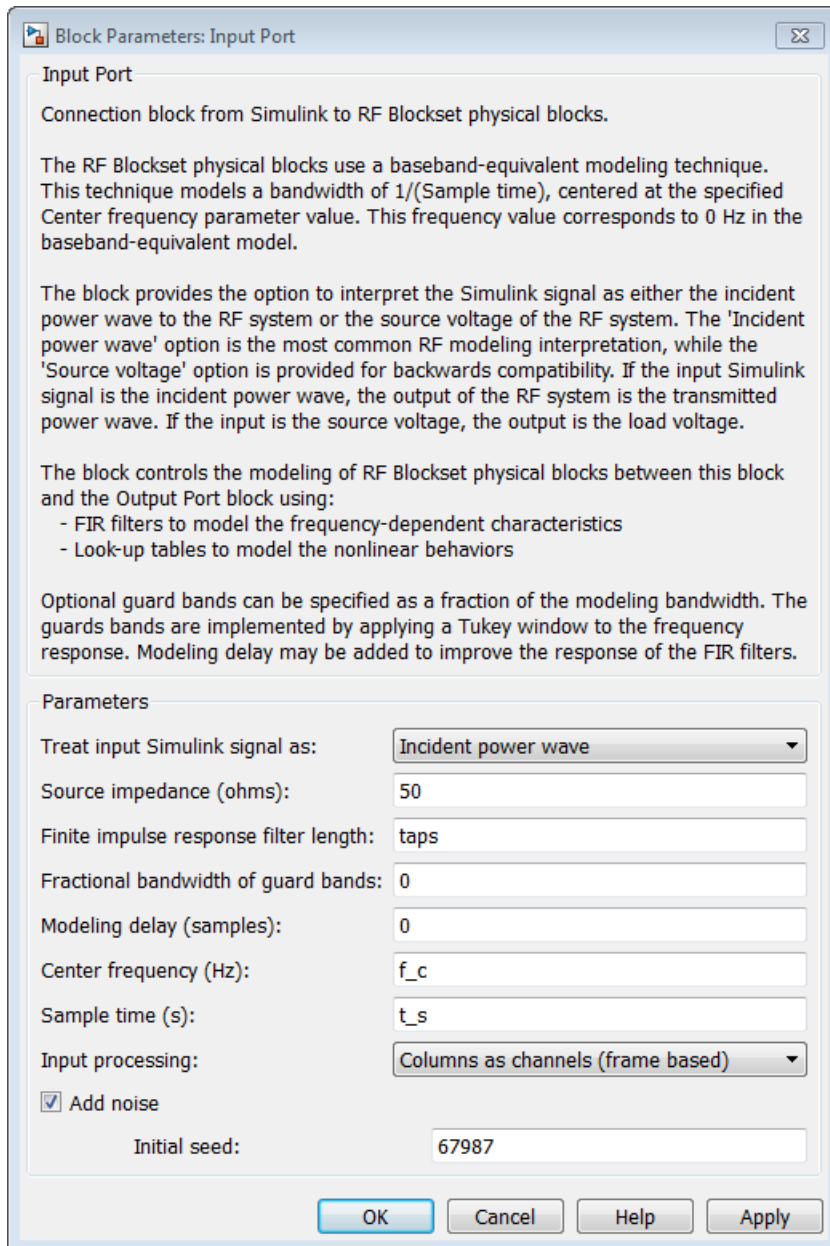 Block Parameters: Input Port
Input Port
Connection block from Simulink to RF Blockset physical blocks.
The RF Blockset physical blocks use a baseband-equivalent modeling technique.
This technique models a bandwidth of 1/(Sample time), centered at the specified
Center frequency parameter value. This frequency value corresponds to 0 Hz in the
baseband-equivalent model.
The block provides the option to interpret the Simulink signal as either the incident
power wave to the RF system or the source voltage of the RF system. The 'Incident
power wave' option is the most common RF modeling interpretation, while the
'Source voltage' option is provided for backwards compatibility. If the input Simulink
signal is the incident power wave, the output of the RF system is the transmitted
power wave. If the input is the source voltage, the output is the load voltage.
The block controls the modeling of RF Blockset physical blocks between this block
and the Output Port block using:
- FIR filters to model the frequency-dependent characteristics
- Look-up tables to model the nonlinear behaviors
Optional guard bands can be specified as a fraction of the modeling bandwidth. The
guards bands are implemented by applying a Tukey window to the frequency
response. Modeling delay may be added to improve the response of the FIR filters.
Parameters
Treat input Simulink signal as: Incident power wave
Source impedance (ohms): 50
Finite impulse response filter length: taps
Fractional bandwidth of guard bands: 0
Modeling delay (samples): 0
Center frequency (Hz): f_c
Sample time (s): t_s
Input processing: Columns as channels (frame based)
Add noise
Initial seed: 67987
OK Cancel Help Apply